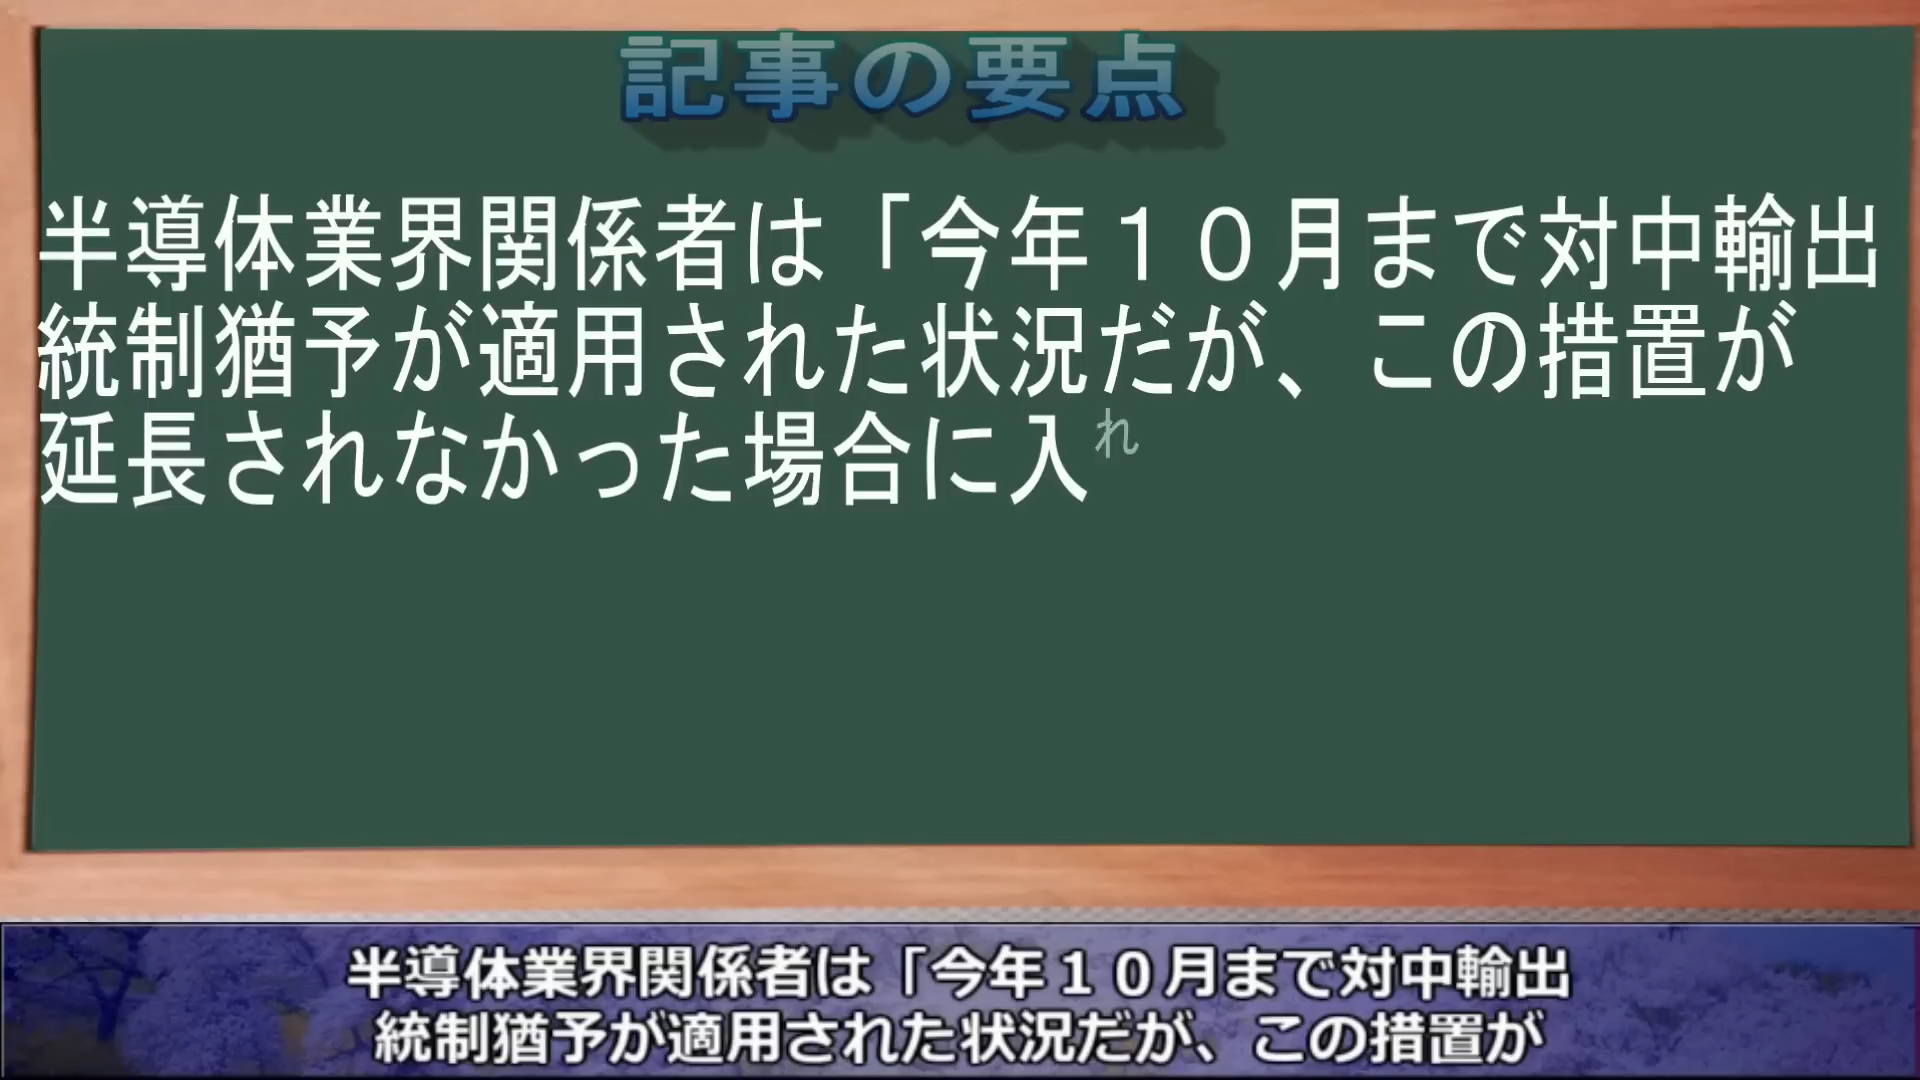 記事の要点
半導体業界関係者は「今年１０月まで対中輸出
統制猶予が適用された状況だが、この措置が
延長されなかった場合に入れ
半導体業界関係者は「今年１０月まで対中輸出
統制猶予が適用された状況だが、この措置が